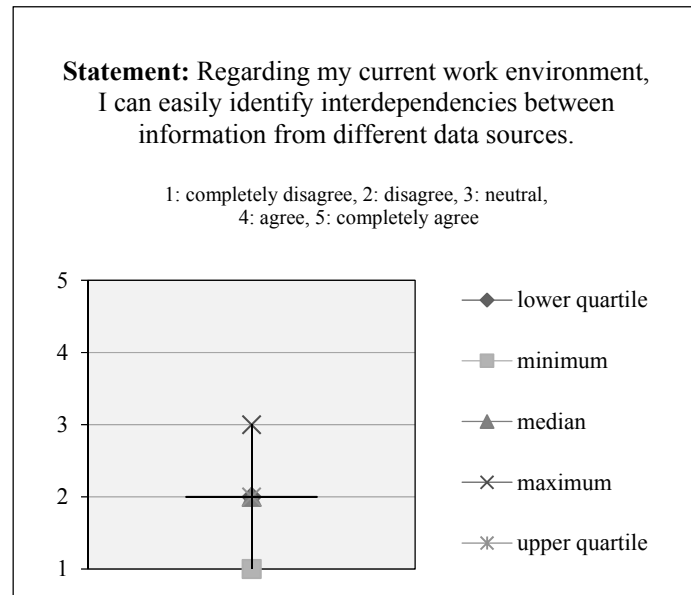 Statement: Regarding my current work environment,
I can easily identify interdependencies between
information from different data sources.
1: completely disagree, 2: disagree, 3: neutral,
4: agree, 5: completely agree
5
4
3
2
1
lower quartile
minimum
median
maximum
upper quartile